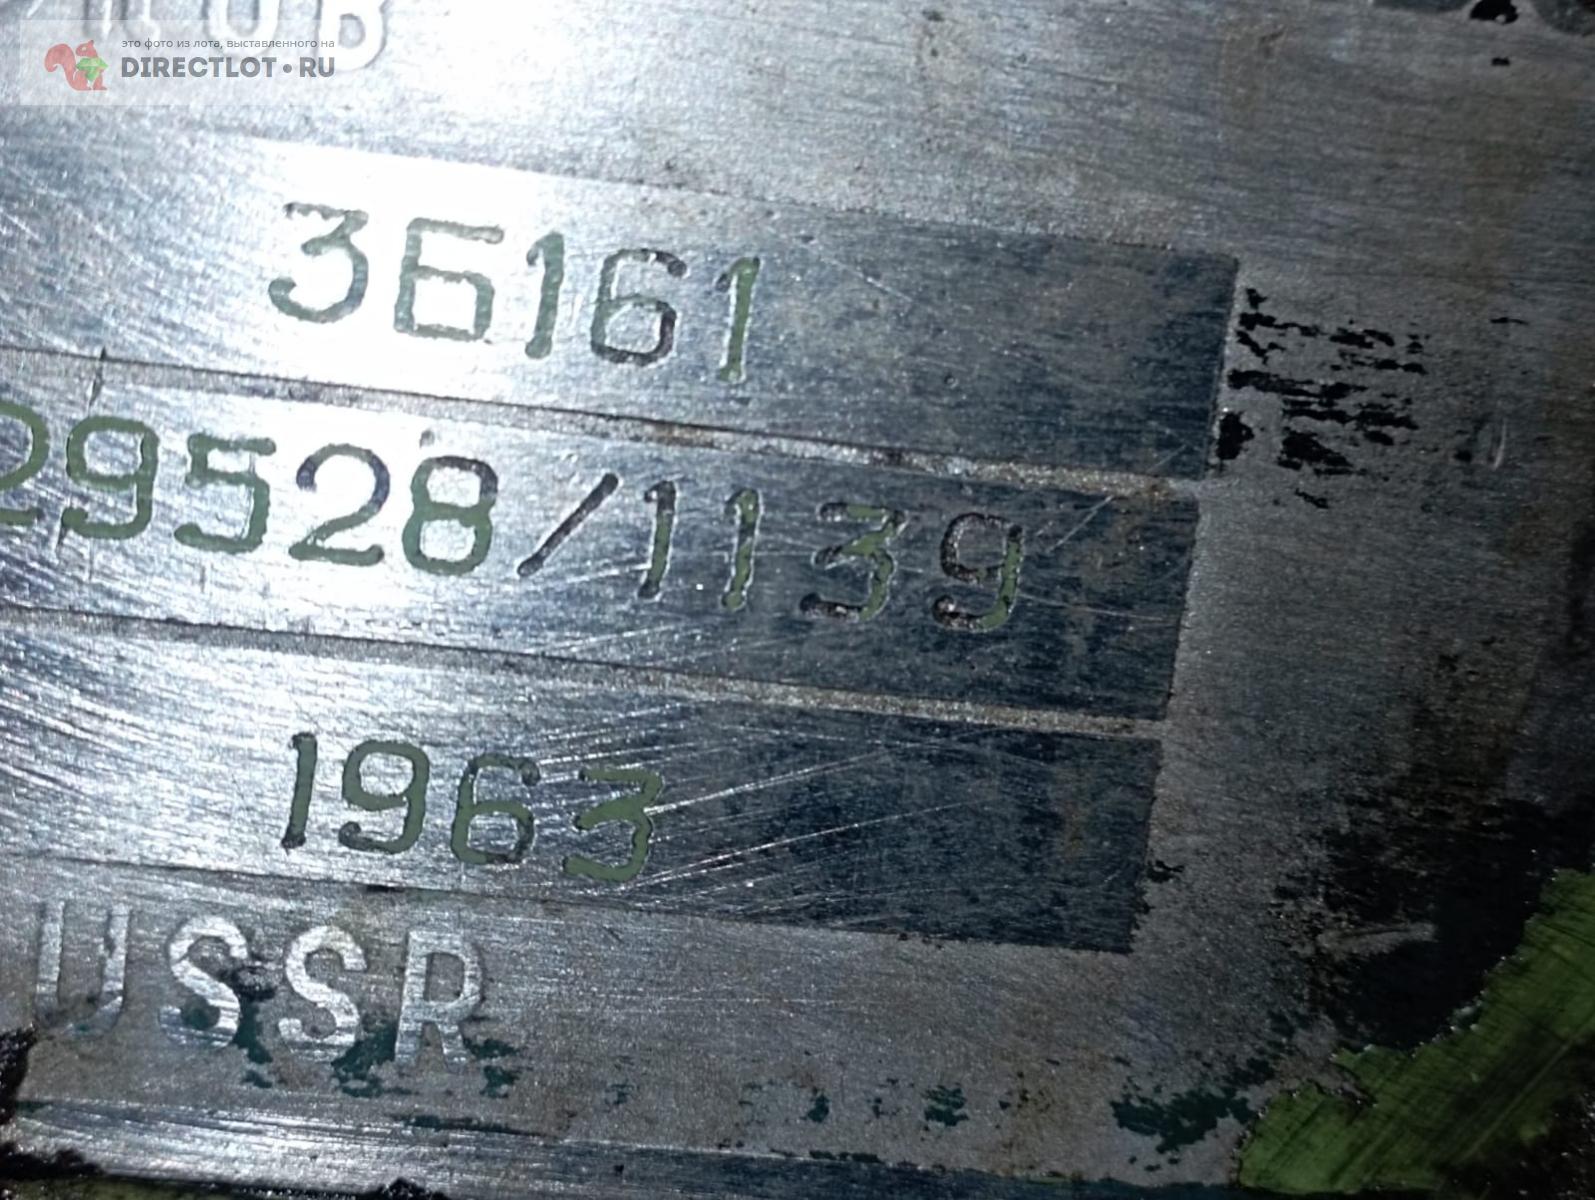 это фото из лота, выставленного на
DIRECTLOT•RU
3Б161
29528/1139
1963
USSR